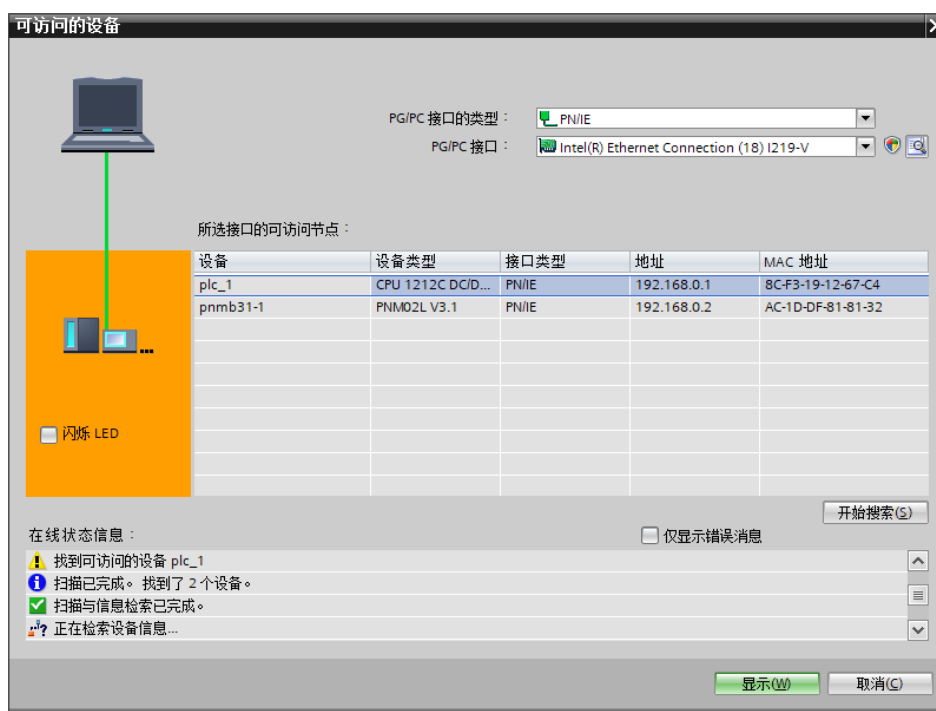 可访问的设备
PG/PC 接口的类型： PN/IE
PG/PC 接口： Intel(R) Ethernet Connection (18) I219-V
所选接口的可访问节点：
设备 设备类型 接口类型 地址 MAC 地址
plc_1 CPU 1212C DC/D... PN/IE 192.168.0.1 8C-F3-19-12-67-C4
pnmb31-1 PNM02L V3.1 PN/IE 192.168.0.2 AC-1D-DF-81-81-32
...
闪烁 LED
开始搜索(S)
在线状态信息： 仅显示错误消息
找到可访问的设备 plc_1
扫描已完成。找到了 2 个设备。
扫描与信息检索已完成。
正在检索设备信息...
显示(W) 取消(C)